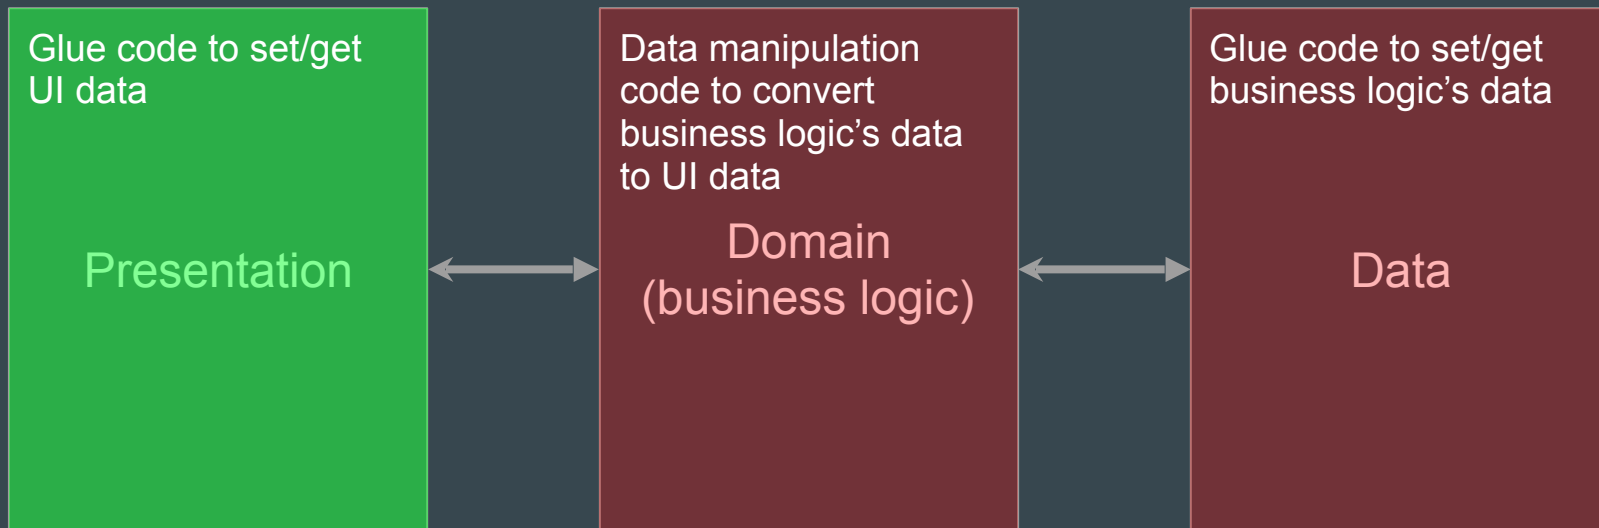 Glue code to set/get
UI data
Presentation
Data manipulation
code to convert
business logic’s data
to UI data
Domain
(business logic)
Glue code to set/get
business logic’s data
Data